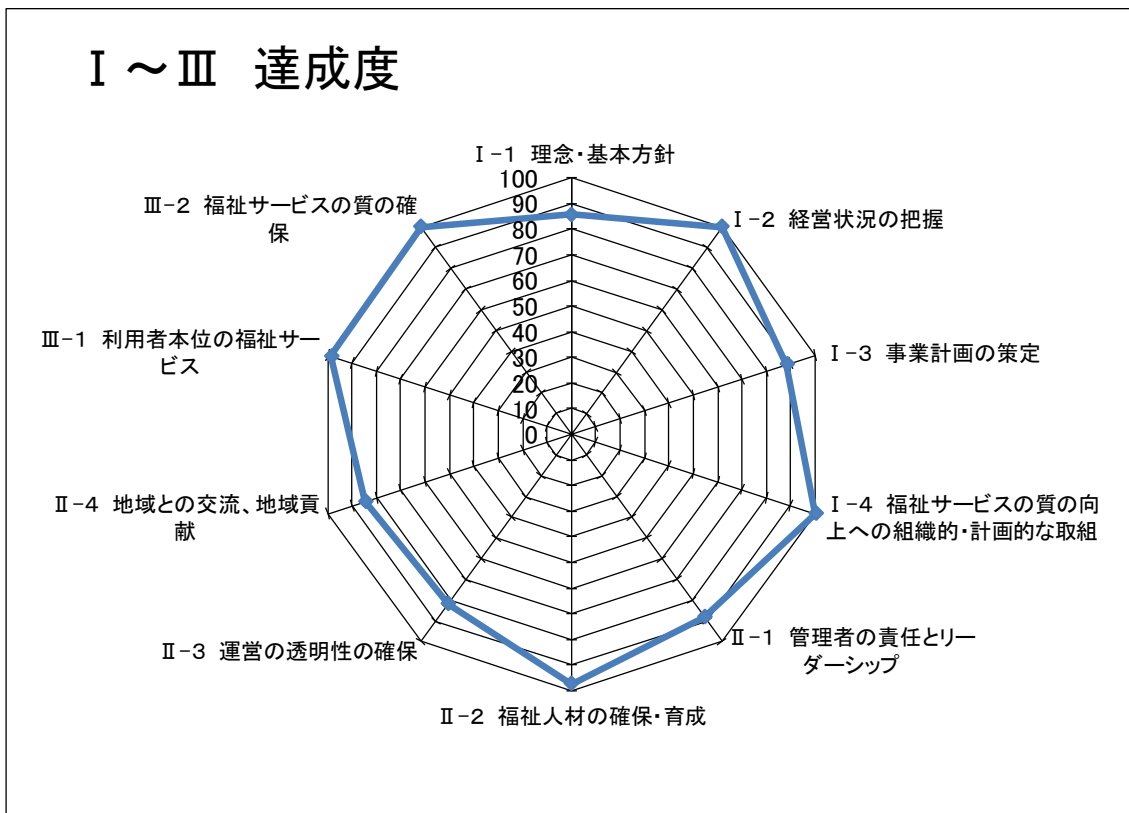 Ⅰ～Ⅲ 達成度
Ⅰ-1 理念・基本方針
Ⅰ-2 経営状況の把握
Ⅰ-3 事業計画の策定
Ⅰ-4 福祉サービスの質の向
上への組織的・計画的な取組
Ⅱ-1 管理者の責任とリー
ダーシップ
Ⅱ-2 福祉人材の確保・育成
Ⅱ-3 運営の透明性の確保
Ⅱ-4 地域との交流、地域貢
献
Ⅲ-1 利用者本位の福祉サー
ビス
Ⅲ-2 福祉サービスの質の確
保
100
90
80
70
60
50
40
30
20
10
0